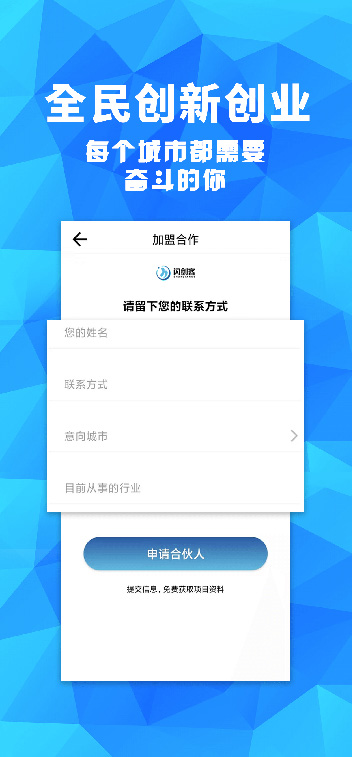 全民创新创业
每个城市都需要
奋斗的你
加盟合作
闪创客
请留下您的联系方式
您的姓名
联系方式
意向城市
目前从事的行业
申请合伙人
提交信息，免费获取项目资料